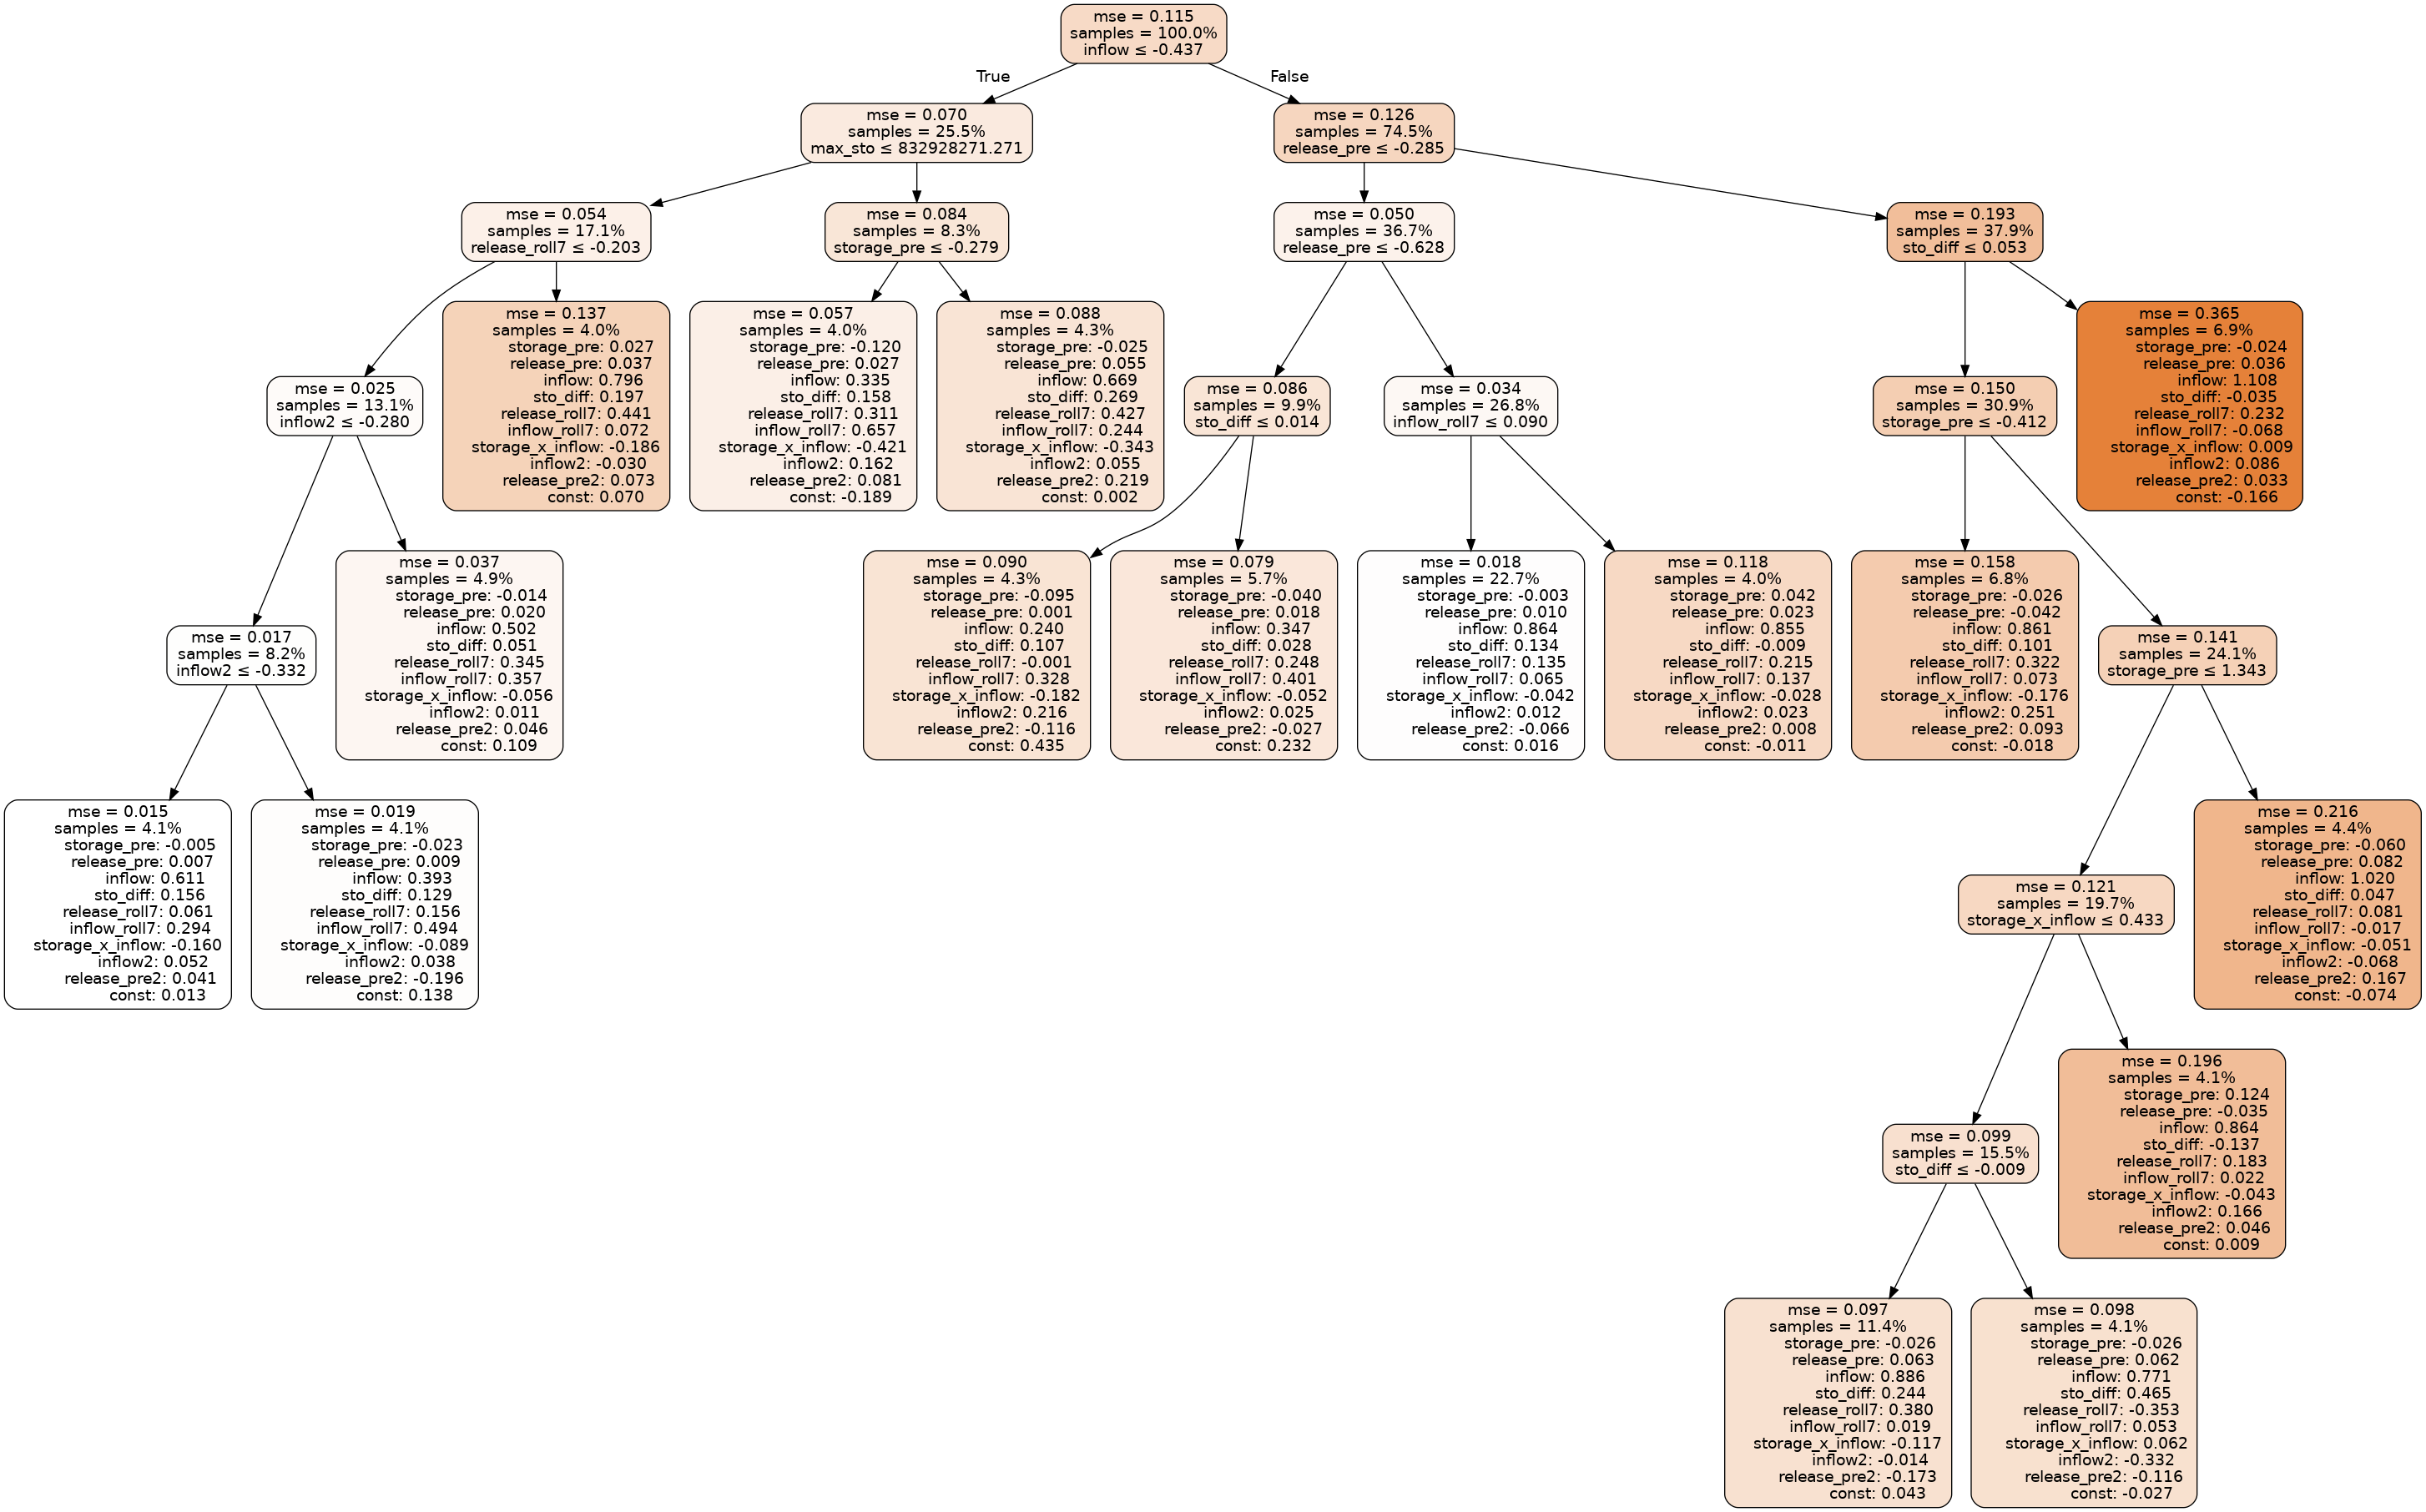 mse = 0.115
samples = 100.0%
inflow ≤ -0.437
True
False
mse = 0.070
samples = 25.5%
max_sto ≤ 832928271.271
mse = 0.126
samples = 74.5%
release_pre ≤ -0.285
mse = 0.054
samples = 17.1%
release_roll7 ≤ -0.203
mse = 0.084
samples = 8.3%
storage_pre ≤ -0.279
mse = 0.050
samples = 36.7%
release_pre ≤ -0.628
mse = 0.193
samples = 37.9%
sto_diff ≤ 0.053
mse = 0.137
samples = 4.0%
storage_pre: 0.027
release_pre: 0.037
inflow: 0.796
sto_diff: 0.197
release_roll7: 0.441
inflow_roll7: 0.072
storage_x_inflow: -0.186
inflow2: -0.030
release_pre2: 0.073
const: 0.070
mse = 0.057
samples = 4.0%
storage_pre: -0.120
release_pre: 0.027
inflow: 0.335
sto_diff: 0.158
release_roll7: 0.311
inflow_roll7: 0.657
storage_x_inflow: -0.421
inflow2: 0.162
release_pre2: 0.081
const: -0.189
mse = 0.088
samples = 4.3%
storage_pre: -0.025
release_pre: 0.055
inflow: 0.669
sto_diff: 0.269
release_roll7: 0.427
inflow_roll7: 0.244
storage_x_inflow: -0.343
inflow2: 0.055
release_pre2: 0.219
const: 0.002
mse = 0.365
samples = 6.9%
storage_pre: -0.024
release_pre: 0.036
inflow: 1.108
sto_diff: -0.035
release_roll7: 0.232
inflow_roll7: -0.068
storage_x_inflow: 0.009
inflow2: 0.086
release_pre2: 0.033
const: -0.166
mse = 0.025
samples = 13.1%
inflow2 ≤ -0.280
mse = 0.086
samples = 9.9%
sto_diff ≤ 0.014
mse = 0.034
samples = 26.8%
inflow_roll7 ≤ 0.090
mse = 0.150
samples = 30.9%
storage_pre ≤ -0.412
mse = 0.037
samples = 4.9%
storage_pre: -0.014
release_pre: 0.020
inflow: 0.502
sto_diff: 0.051
release_roll7: 0.345
inflow_roll7: 0.357
storage_x_inflow: -0.056
inflow2: 0.011
release_pre2: 0.046
const: 0.109
mse = 0.090
samples = 4.3%
storage_pre: -0.095
release_pre: 0.001
inflow: 0.240
sto_diff: 0.107
release_roll7: -0.001
inflow_roll7: 0.328
storage_x_inflow: -0.182
inflow2: 0.216
release_pre2: -0.116
const: 0.435
mse = 0.079
samples = 5.7%
storage_pre: -0.040
release_pre: 0.018
inflow: 0.347
sto_diff: 0.028
release_roll7: 0.248
inflow_roll7: 0.401
storage_x_inflow: -0.052
inflow2: 0.025
release_pre2: -0.027
const: 0.232
mse = 0.018
samples = 22.7%
storage_pre: -0.003
release_pre: 0.010
inflow: 0.864
sto_diff: 0.134
release_roll7: 0.135
inflow_roll7: 0.065
storage_x_inflow: -0.042
inflow2: 0.012
release_pre2: -0.066
const: 0.016
mse = 0.118
samples = 4.0%
storage_pre: 0.042
release_pre: 0.023
inflow: 0.855
sto_diff: -0.009
release_roll7: 0.215
inflow_roll7: 0.137
storage_x_inflow: -0.028
inflow2: 0.023
release_pre2: 0.008
const: -0.011
mse = 0.158
samples = 6.8%
storage_pre: -0.026
release_pre: -0.042
inflow: 0.861
sto_diff: 0.101
release_roll7: 0.322
inflow_roll7: 0.073
storage_x_inflow: -0.176
inflow2: 0.251
release_pre2: 0.093
const: -0.018
mse = 0.017
samples = 8.2%
inflow2 ≤ -0.332
mse = 0.141
samples = 24.1%
storage_pre ≤ 1.343
mse = 0.015
samples = 4.1%
storage_pre: -0.005
release_pre: 0.007
inflow: 0.611
sto_diff: 0.156
release_roll7: 0.061
inflow_roll7: 0.294
storage_x_inflow: -0.160
inflow2: 0.052
release_pre2: 0.041
const: 0.013
mse = 0.019
samples = 4.1%
storage_pre: -0.023
release_pre: 0.009
inflow: 0.393
sto_diff: 0.129
release_roll7: 0.156
inflow_roll7: 0.494
storage_x_inflow: -0.089
inflow2: 0.038
release_pre2: -0.196
const: 0.138
mse = 0.121
samples = 19.7%
storage_x_inflow ≤ 0.433
mse = 0.216
samples = 4.4%
storage_pre: -0.060
release_pre: 0.082
inflow: 1.020
sto_diff: 0.047
release_roll7: 0.081
inflow_roll7: -0.017
storage_x_inflow: -0.051
inflow2: -0.068
release_pre2: 0.167
const: -0.074
mse = 0.099
samples = 15.5%
sto_diff ≤ -0.009
mse = 0.196
samples = 4.1%
storage_pre: 0.124
release_pre: -0.035
inflow: 0.864
sto_diff: -0.137
release_roll7: 0.183
inflow_roll7: 0.022
storage_x_inflow: -0.043
inflow2: 0.166
release_pre2: 0.046
const: 0.009
mse = 0.097
samples = 11.4%
storage_pre: -0.026
release_pre: 0.063
inflow: 0.886
sto_diff: 0.244
release_roll7: 0.380
inflow_roll7: 0.019
storage_x_inflow: -0.117
inflow2: -0.014
release_pre2: -0.173
const: 0.043
mse = 0.098
samples = 4.1%
storage_pre: -0.026
release_pre: 0.062
inflow: 0.771
sto_diff: 0.465
release_roll7: -0.353
inflow_roll7: 0.053
storage_x_inflow: 0.062
inflow2: -0.332
release_pre2: -0.116
const: -0.027